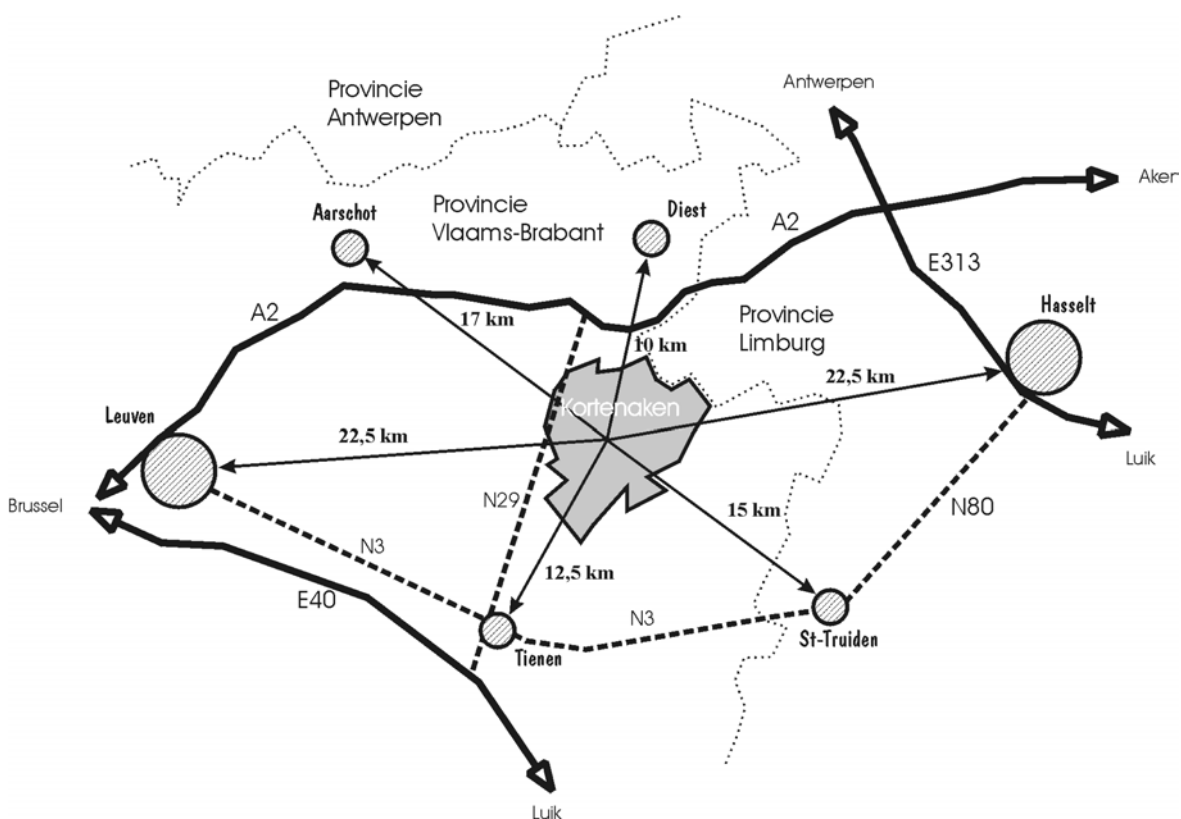 Provincie
Antwerpen
Antwerpen
Aken
Aarschot
Provincie
Vlaams-Brabant
Diest
A2
E313
A2
17 km
10 km
Provincie
Limburg
Hasselt
22,5 km
Kortenaken
Leuven
22,5 km
Luik
Brussel
N29
15 km
N80
N3
12,5 km
E40
N3
Tienen
St-Truiden
Luik